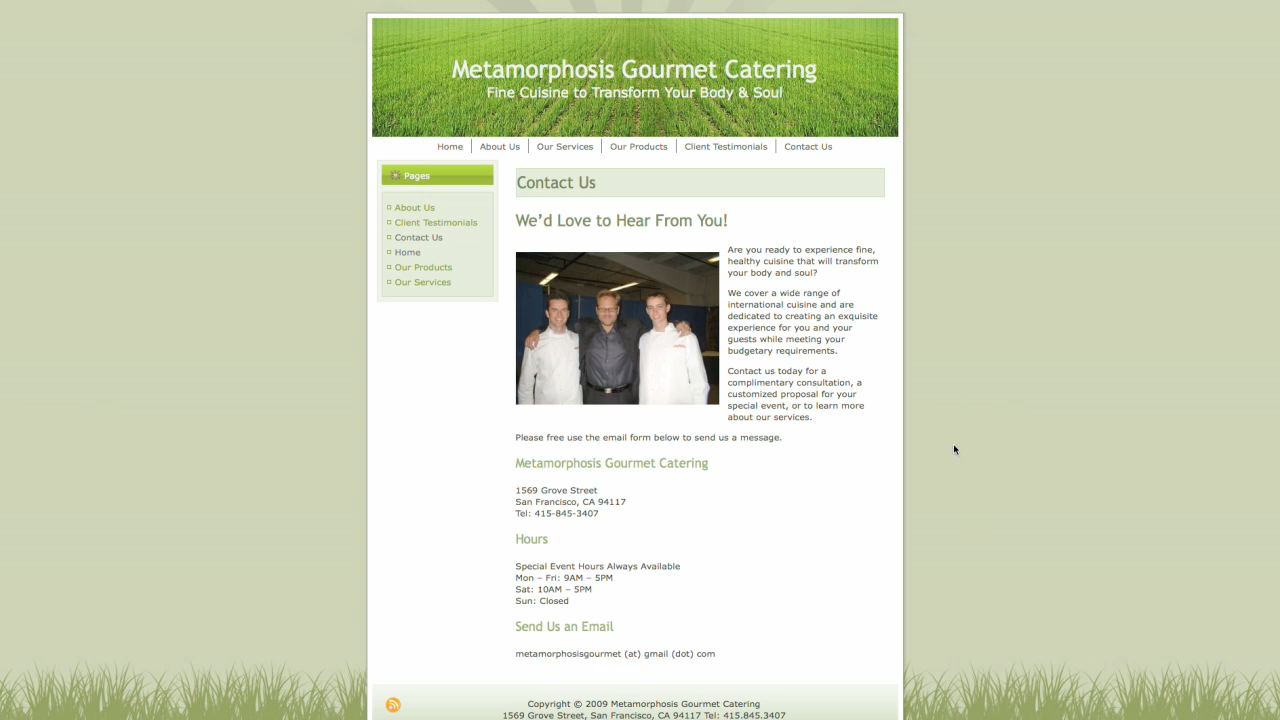 Metamorphosis Gourmet Catering
Fine Cuisine to Transform Your Body & Soul
Home About Us Our Services Our Products Client Testimonials Contact Us
Pages
About Us
Client Testimonials
Contact Us
Home
Our Products
Our Services
Contact Us
We’d Love to Hear From You!
Are you ready to experience fine,
healthy cuisine that will transform
your body and soul?
We cover a wide range of
international cuisine and are
dedicated to creating an exquisite
experience for you and your
guests while meeting your
budgetary requirements.
Contact us today for a
complimentary consultation, a
customized proposal for your
special event, or to learn more
about our services.
Please free use the email form below to send us a message.
Metamorphosis Gourmet Catering
1569 Grove Street
San Francisco, CA 94117
Tel: 415-845-3407
Hours
Special Event Hours Always Available
Mon – Fri: 9AM – 5PM
Sat: 10AM – 5PM
Sun: Closed
Send Us an Email
metamorphosisgourmet (at) gmail (dot) com
Copyright © 2009 Metamorphosis Gourmet Catering
1569 Grove Street, San Francisco, CA 94117 Tel: 415.845.3407